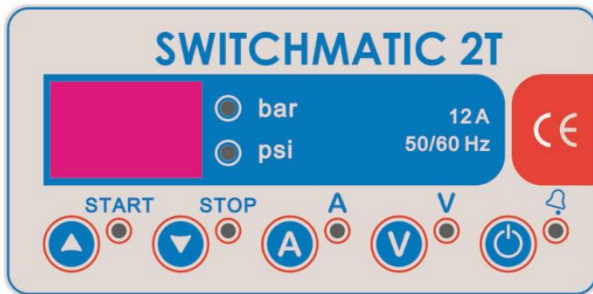 SWITCHMATIC 2T
bar
psi
12 A
50/60 Hz
CE
START STOP A V
A V